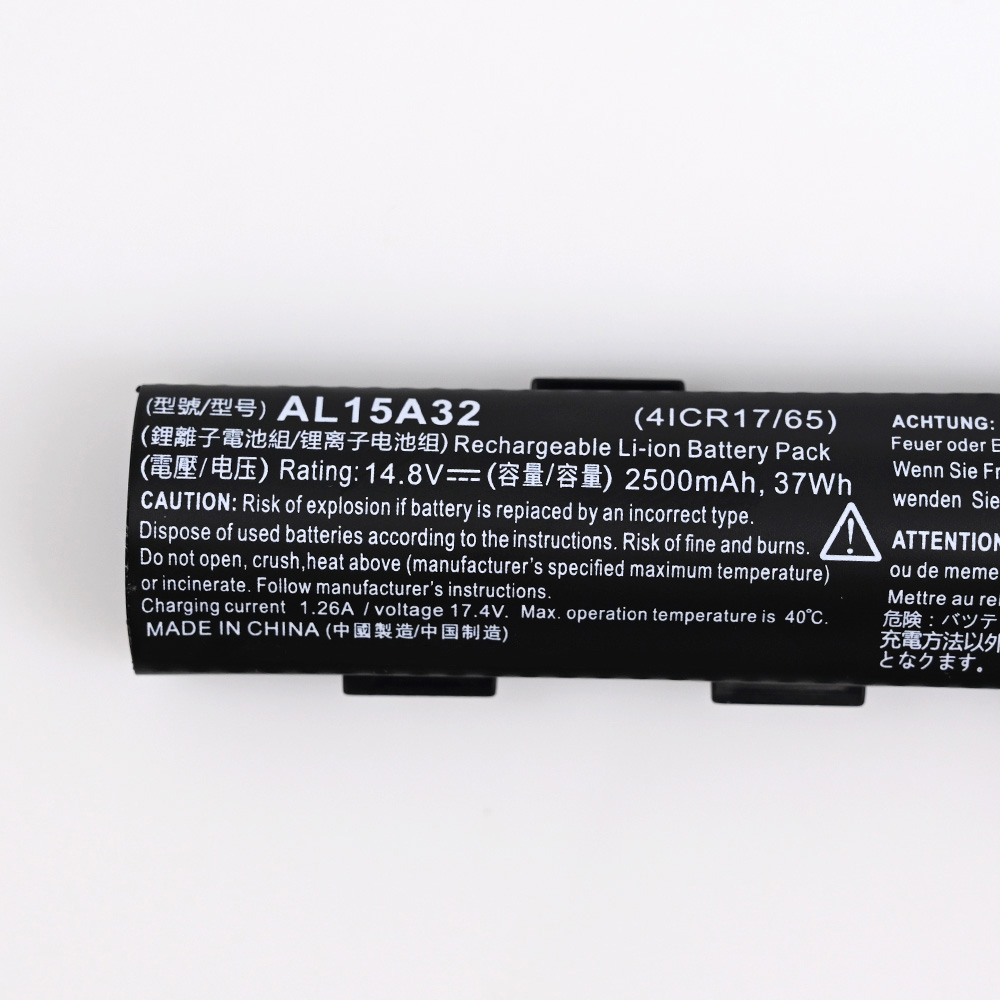 (型號/型号) AL15A32 (4ICR17/65)
(鋰離子電池組/锂离子电池组) Rechargeable Li-ion Battery Pack
(電壓/电压) Rating: 14.8V⎓ (容量/容量) 2500mAh, 37Wh
CAUTION: Risk of explosion if battery is replaced by an incorrect type.
Dispose of used batteries according to the instructions. Risk of fine and burns.
Do not open, crush,heat above (manufacturer's specified maximum temperature)
or incinerate. Follow manufacturer's instructions.
Charging current 1.26A / voltage 17.4V. Max. operation temperature is 40℃.
MADE IN CHINA (中國製造/中国制造)
ACHTUNG:
Feuer oder
Wenn Sie
wenden Sie
ATTENTION
ou de meme
Mettre au
危険：バッテ
充電方法以外
となります。